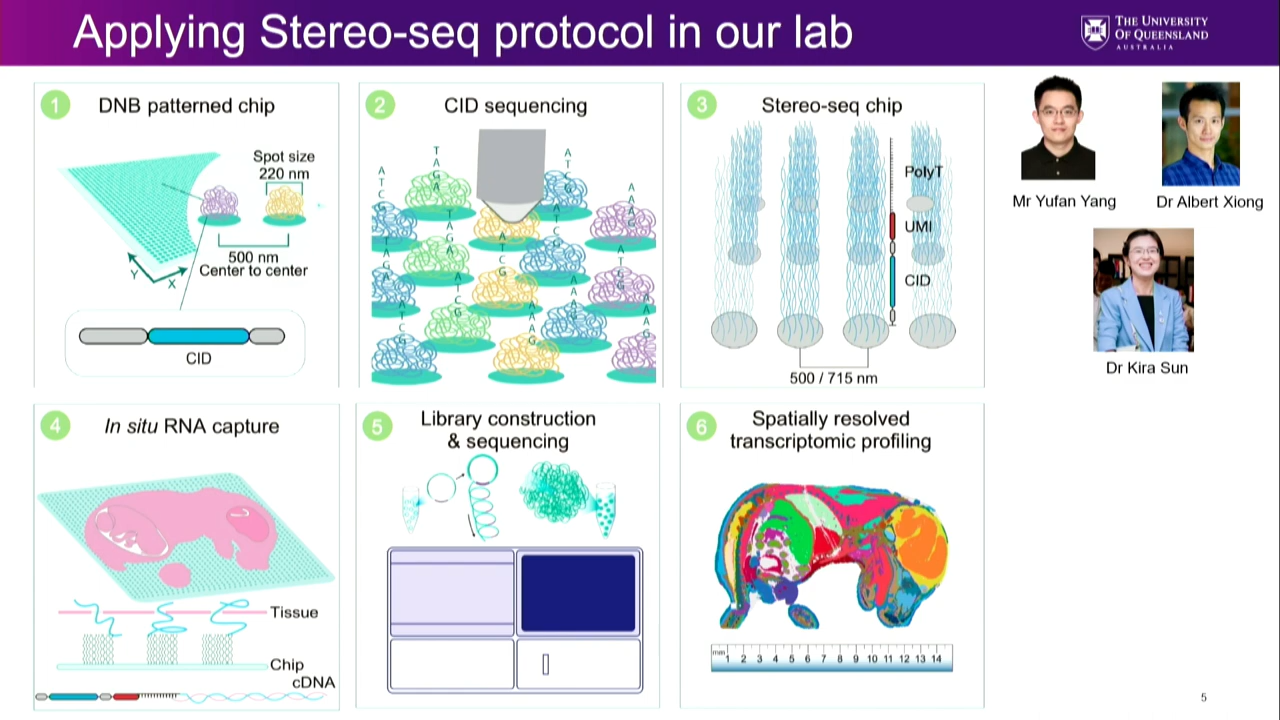 Applying Stereo-seq protocol in our lab
THE UNIVERSITY
OF QUEENSLAND
AUSTRALIA
1
DNB patterned chip
Spot size
220 nm
500 nm
Center to center
Y
X
CID
2
CID sequencing
T
A
G
A
A
T
C
G
A
T
C
G
A
A
A
G
T
A
G
A
A
T
C
G
A
T
C
G
A
T
C
G
T
A
G
A
A
T
C
G
A
A
A
G
A
A
A
G
A
T
C
G
A
A
A
G
3
Stereo-seq chip
PolyT
UMI
CID
500 / 715 nm
Mr Yufan Yang
Dr Albert Xiong
Dr Kira Sun
4
In situ RNA capture
Tissue
Chip
cDNA
5
Library construction
& sequencing
6
Spatially resolved
transcriptomic profiling
mm 1 2 3 4 5 6 7 8 9 10 11 12 13 14
5